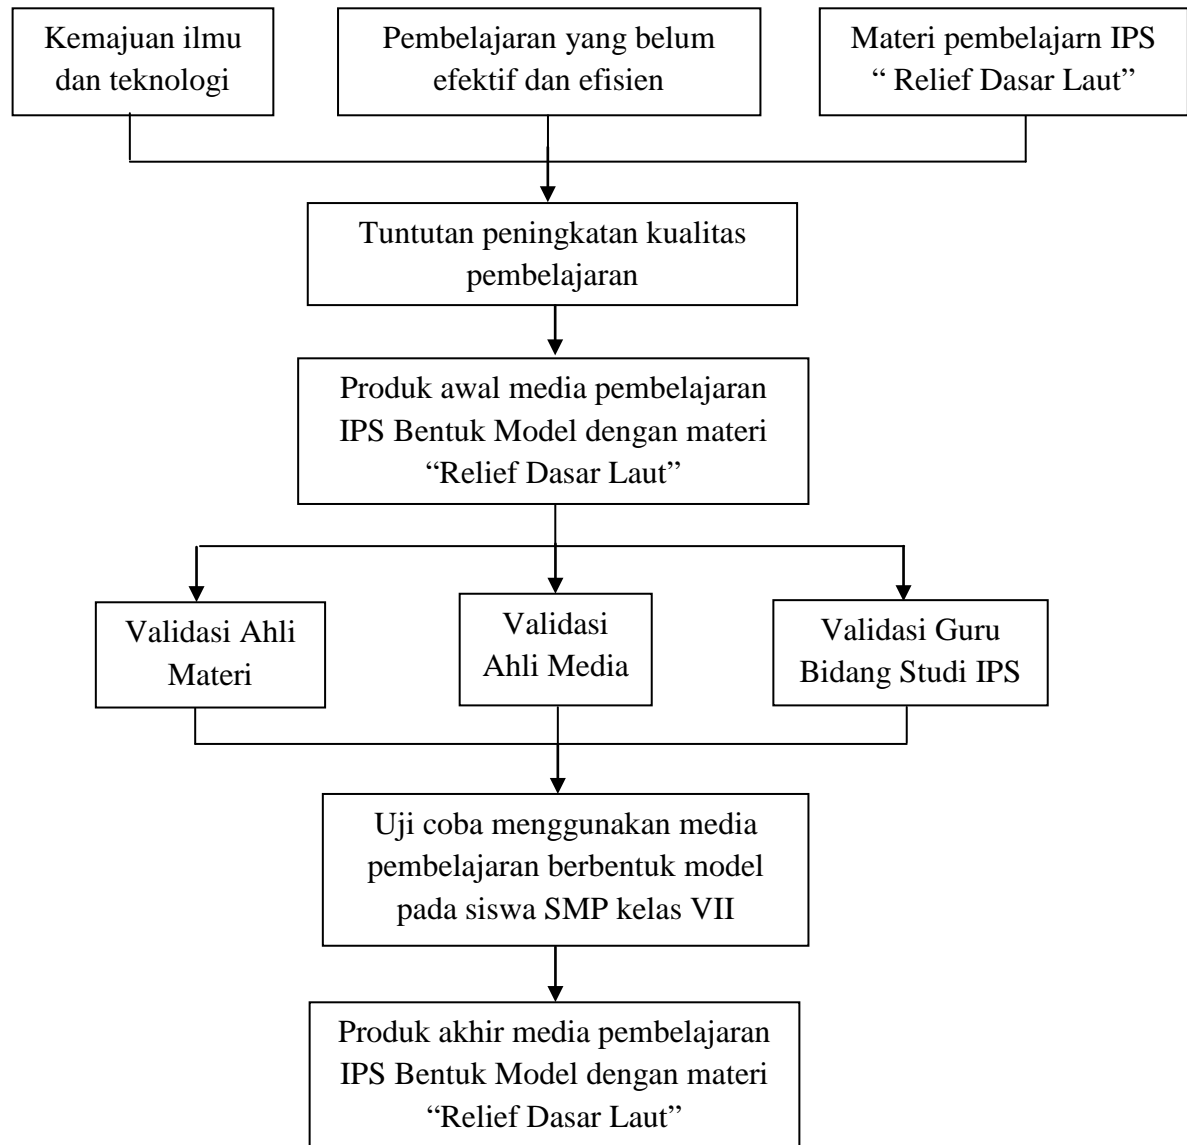 Kemajuan ilmu
dan teknologi
Pembelajaran yang belum
efektif dan efisien
Materi pembelajarn IPS
“ Relief Dasar Laut”
Tuntutan peningkatan kualitas
pembelajaran
Produk awal media pembelajaran
IPS Bentuk Model dengan materi
“Relief Dasar Laut”
Validasi Ahli
Materi
Validasi
Ahli Media
Validasi Guru
Bidang Studi IPS
Uji coba menggunakan media
pembelajaran berbentuk model
pada siswa SMP kelas VII
Produk akhir media pembelajaran
IPS Bentuk Model dengan materi
“Relief Dasar Laut”